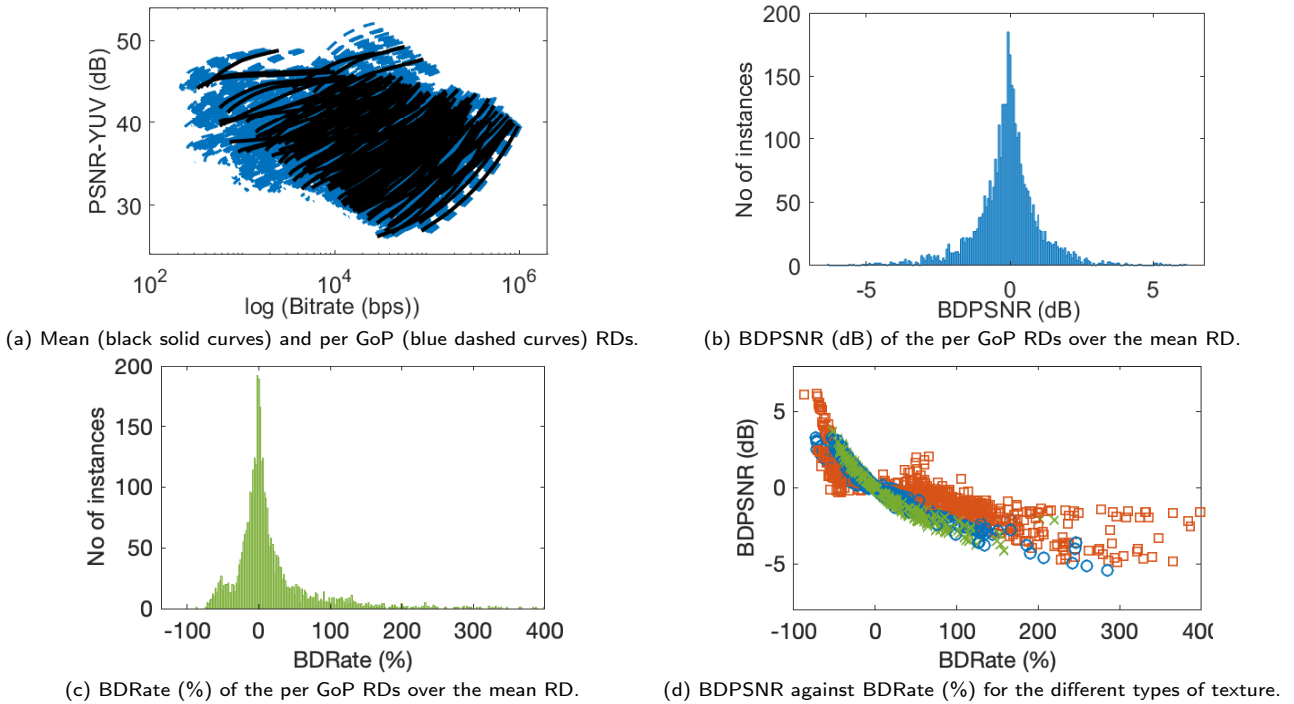 50
40
30
PSNR-YUV (dB)
10^2
10^4
10^6
log (Bitrate (bps))
(a) Mean (black solid curves) and per GoP (blue dashed curves) RDs.
200
150
100
50
0
No of instances
-5
0
5
BDPSNR (dB)
(b) BDPSNR (dB) of the per GoP RDs over the mean RD.
200
150
100
50
0
No of instances
-100
0
100
200
300
400
BDRate (%)
(c) BDRate (%) of the per GoP RDs over the mean RD.
5
0
-5
BDPSNR (dB)
-100
0
100
200
300
400
BDRate (%)
(d) BDPSNR against BDRate (%) for the different types of texture.